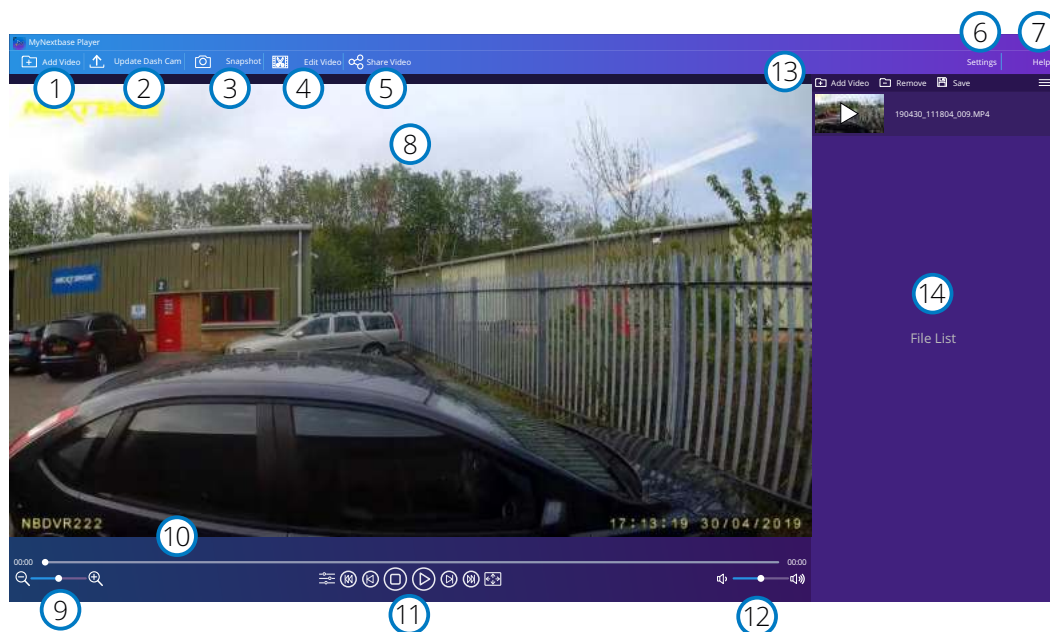 6 7
MyNextbase Player
Add Video Update Dash Cam Snapshot Edit Video Share Video Settings Help
1 2 3 4 5 13
Add Video Remove Save
NEXTBASE
190430_111804_009.MP4
8
NEXTBASE
2
14
File List
NBDVR222 17:13:19 30/04/2019
10
00:00 00:00
9 11 12